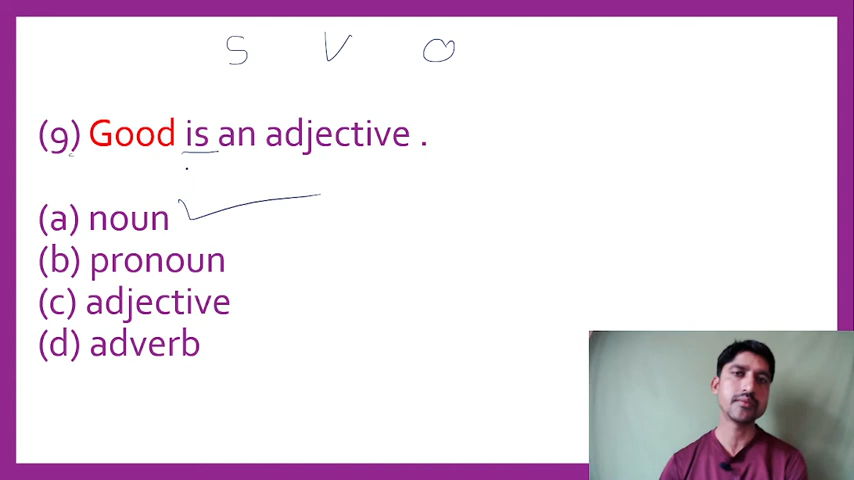 S V O
(9) Good is an adjective .
(a) noun
(b) pronoun
(c) adjective
(d) adverb